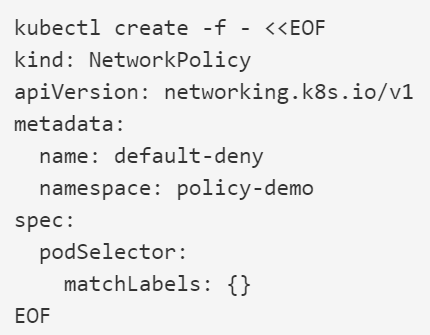 kubectl create -f - <<EOF
kind: NetworkPolicy
apiVersion: networking.k8s.io/v1
metadata:
  name: default-deny
  namespace: policy-demo
spec:
  podSelector:
    matchLabels: {}
EOF